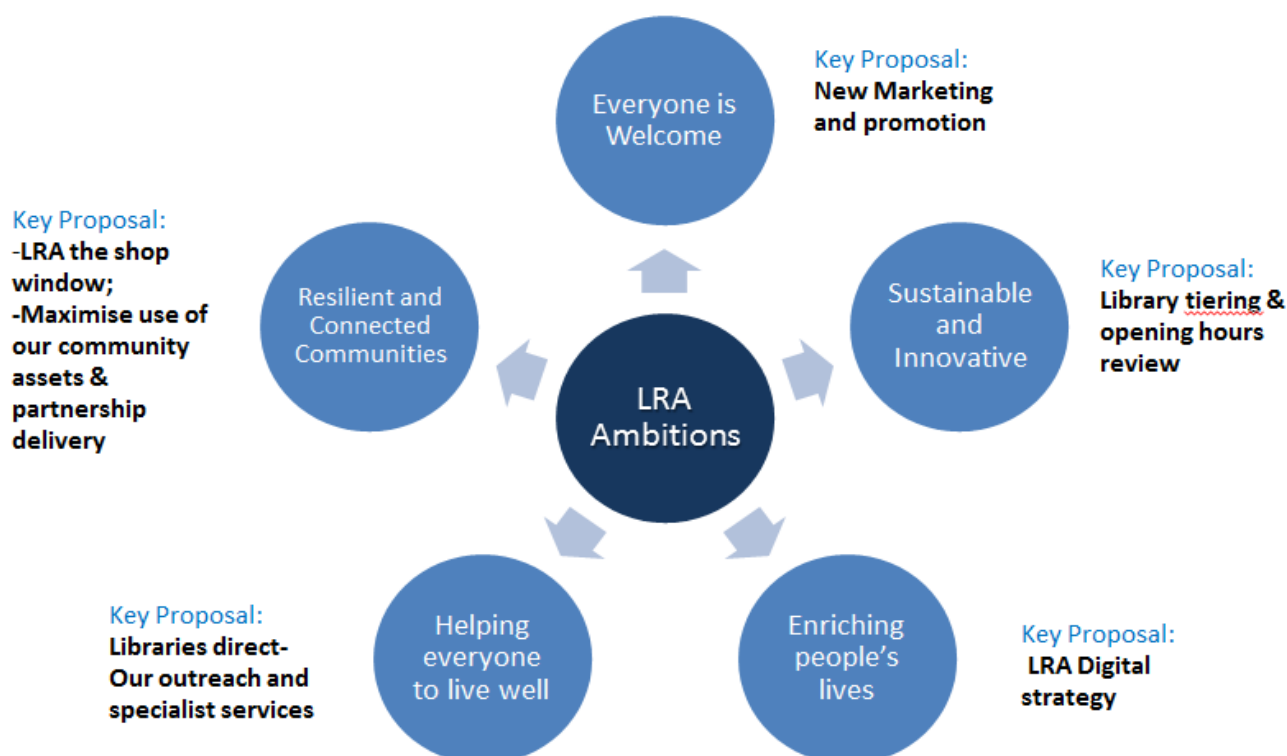 Everyone is
Welcome
Key Proposal:
New Marketing
and promotion
Key Proposal:
-LRA the shop
window;
-Maximise use of
our community
assets &
partnership
delivery
Resilient and
Connected
Communities
Sustainable
and
Innovative
Key Proposal:
Library tiering &
opening hours
review
LRA
Ambitions
Key Proposal:
Libraries direct-
Our outreach and
specialist services
Helping
everyone
to live well
Enriching
people’s
lives
Key Proposal:
LRA Digital
strategy